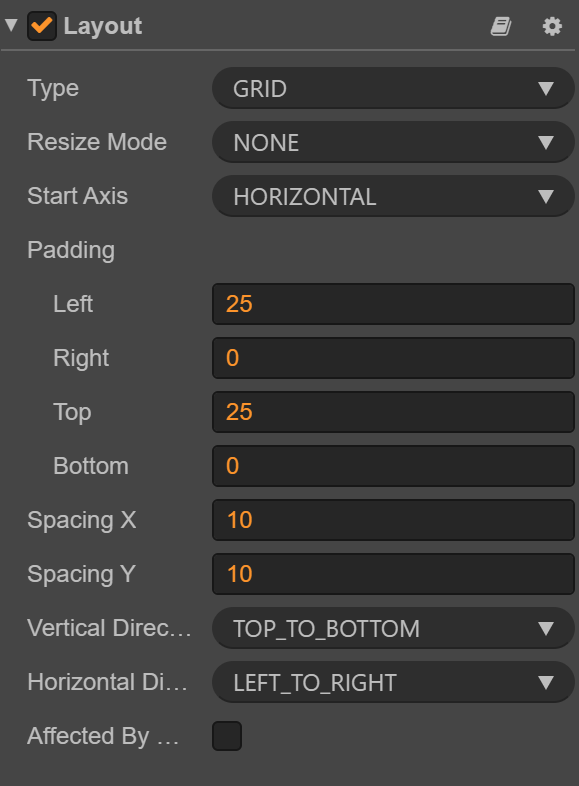 Layout
Type GRID
Resize Mode NONE
Start Axis HORIZONTAL
Padding
Left 25
Right 0
Top 25
Bottom 0
Spacing X 10
Spacing Y 10
Vertical Direc... TOP_TO_BOTTOM
Horizontal Di... LEFT_TO_RIGHT
Affected By ...